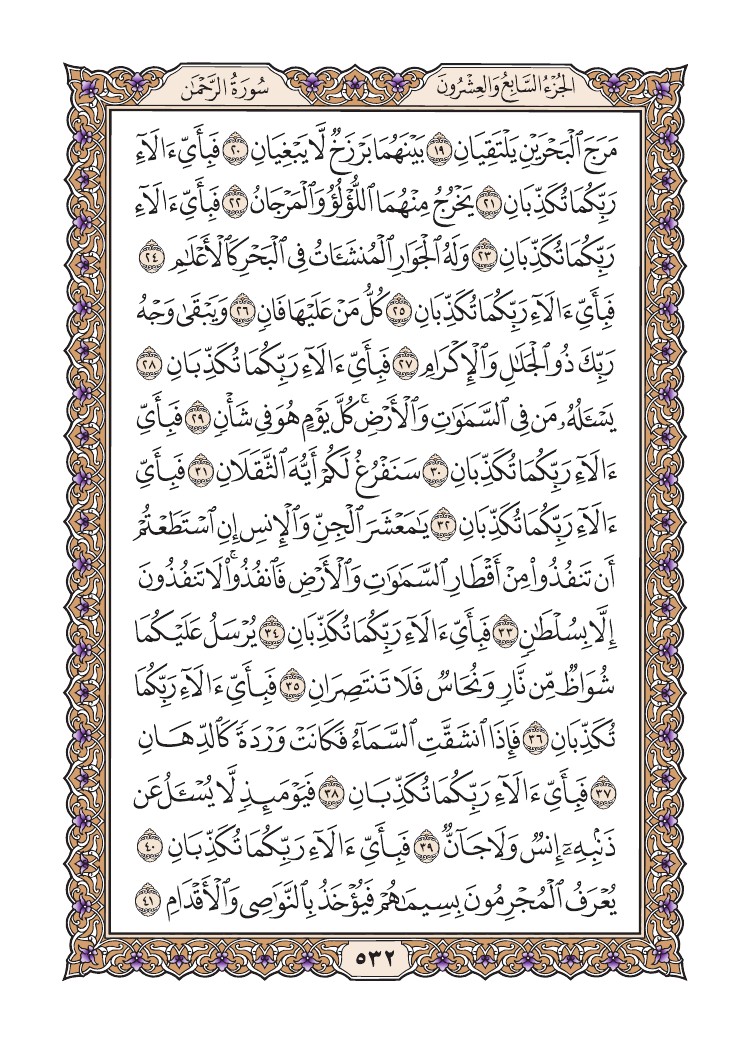 الجُزْءُ السَّابِعُ وَالعِشْرُونَ
سُورَةُ الرَّحْمٰن
مَرَجَ ٱلْبَحْرَيْنِ يَلْتَقِيَانِ ١٩ بَيْنَهُمَا بَرْزَخٌ لَّا يَبْغِيَانِ ٢٠ فَبِأَيِّ ءَالَآءِ
رَبِّكُمَا تُكَذِّبَانِ ٢١ يَخْرُجُ مِنْهُمَا ٱللُّؤْلُؤُ وَٱلْمَرْجَانُ ٢٢ فَبِأَيِّ ءَالَآءِ
رَبِّكُمَا تُكَذِّبَانِ ٢٣ وَلَهُ ٱلْجَوَارِ ٱلْمُنشَـَٔاتُ فِى ٱلْبَحْرِ كَٱلْأَعْلَٰمِ ٢٤
فَبِأَيِّ ءَالَآءِ رَبِّكُمَا تُكَذِّبَانِ ٢٥ كُلُّ مَنْ عَلَيْهَا فَانٍ ٢٦ وَيَبْقَىٰ وَجْهُ
رَبِّكَ ذُو ٱلْجَلَٰلِ وَٱلْإِكْرَامِ ٢٧ فَبِأَيِّ ءَالَآءِ رَبِّكُمَا تُكَذِّبَانِ ٢٨
يَسْـَٔلُهُۥ مَن فِى ٱلسَّمَٰوَٰتِ وَٱلْأَرْضِ ۚ كُلَّ يَوْمٍ هُوَ فِى شَأْنٍ ٢٩ فَبِأَيِّ
ءَالَآءِ رَبِّكُمَا تُكَذِّبَانِ ٣٠ سَنَفْرُغُ لَكُمْ أَيُّهَ ٱلثَّقَلَانِ ٣١ فَبِأَيِّ
ءَالَآءِ رَبِّكُمَا تُكَذِّبَانِ ٣٢ يَٰمَعْشَرَ ٱلْجِنِّ وَٱلْإِنسِ إِنِ ٱسْتَطَعْتُمْ
أَن تَنفُذُوا۟ مِنْ أَقْطَارِ ٱلسَّمَٰوَٰتِ وَٱلْأَرْضِ فَٱنفُذُوا۟ ۚ لَا تَنفُذُونَ
إِلَّا بِسُلْطَٰنٍ ٣٣ فَبِأَيِّ ءَالَآءِ رَبِّكُمَا تُكَذِّبَانِ ٣٤ يُرْسَلُ عَلَيْكُمَا
شُوَاظٌ مِّن نَّارٍ وَنُحَاسٌ فَلَا تَنتَصِرَانِ ٣٥ فَبِأَيِّ ءَالَآءِ رَبِّكُمَا
تُكَذِّبَانِ ٣٦ فَإِذَا ٱنشَقَّتِ ٱلسَّمَآءُ فَكَانَتْ وَرْدَةً كَٱلدِّهَانِ
٣٧ فَبِأَيِّ ءَالَآءِ رَبِّكُمَا تُكَذِّبَانِ ٣٨ فَيَوْمَئِذٍ لَّا يُسْـَٔلُ عَن
ذَنۢبِهِۦٓ إِنسٌ وَلَا جَآنٌّ ٣٩ فَبِأَيِّ ءَالَآءِ رَبِّكُمَا تُكَذِّبَانِ ٤٠
يُعْرَفُ ٱلْمُجْرِمُونَ بِسِيمَٰهُمْ فَيُؤْخَذُ بِٱلنَّوَٰصِى وَٱلْأَقْدَامِ ٤١
٥٣٢